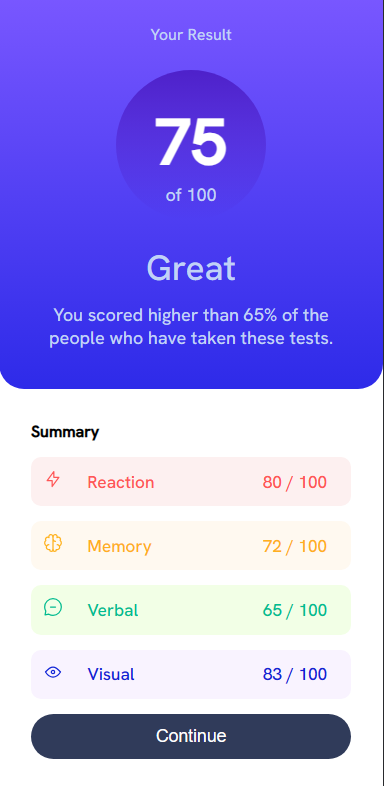 Your Result
75
of 100
Great
You scored higher than 65% of the
people who have taken these tests.
Summary
Reaction 80 / 100
Memory 72 / 100
Verbal 65 / 100
Visual 83 / 100
Continue